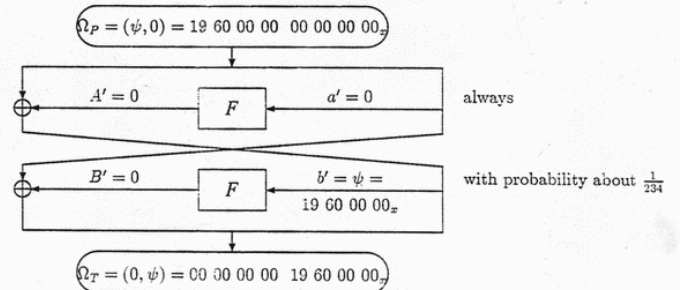 Ω_P = (ψ, 0) = 19 60 00 00 00 00 00 00_x
A′ = 0 F a′ = 0 always
B′ = 0 F b′ = ψ = with probability about 1/234
19 60 00 00_x
Ω_T = (0, ψ) = 00 00 00 00 19 60 00 00_x